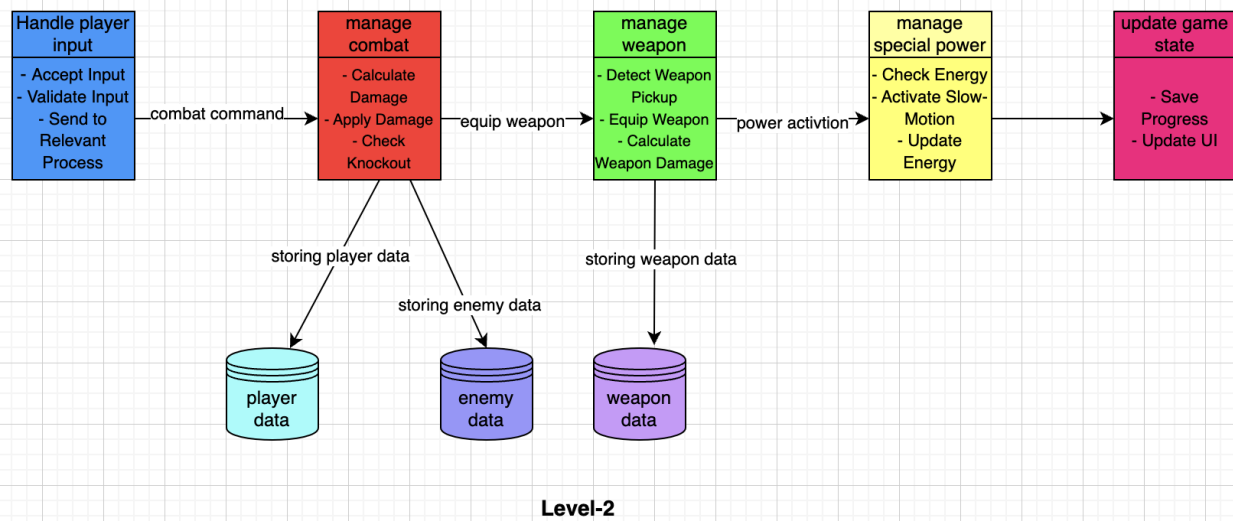 Handle player
input
- Accept Input
- Validate Input
- Send to
Relevant
Process
combat command
manage
combat
- Calculate
Damage
- Apply Damage
- Check
Knockout
equip weapon
manage
weapon
- Detect Weapon
Pickup
- Equip Weapon
- Calculate
Weapon Damage
power activtion
manage
special power
- Check Energy
- Activate Slow-
Motion
- Update
Energy
update game
state
- Save
Progress
- Update UI
storing player data
storing enemy data
storing weapon data
player
data
enemy
data
weapon
data
Level-2